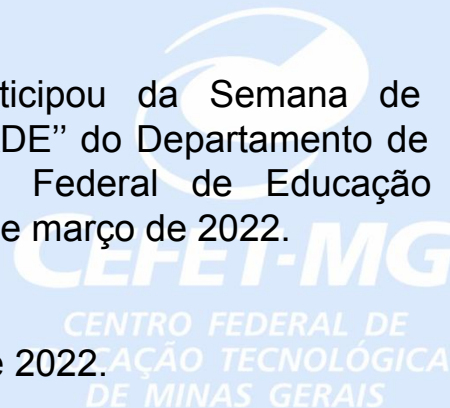 ticipou da Semana de
DE’’ do Departamento de
Federal de Educação
e março de 2022.
CEFET-MG
CENTRO FEDERAL DE
EDUCAÇÃO TECNOLÓGICA
e 2022.
DE MINAS GERAIS